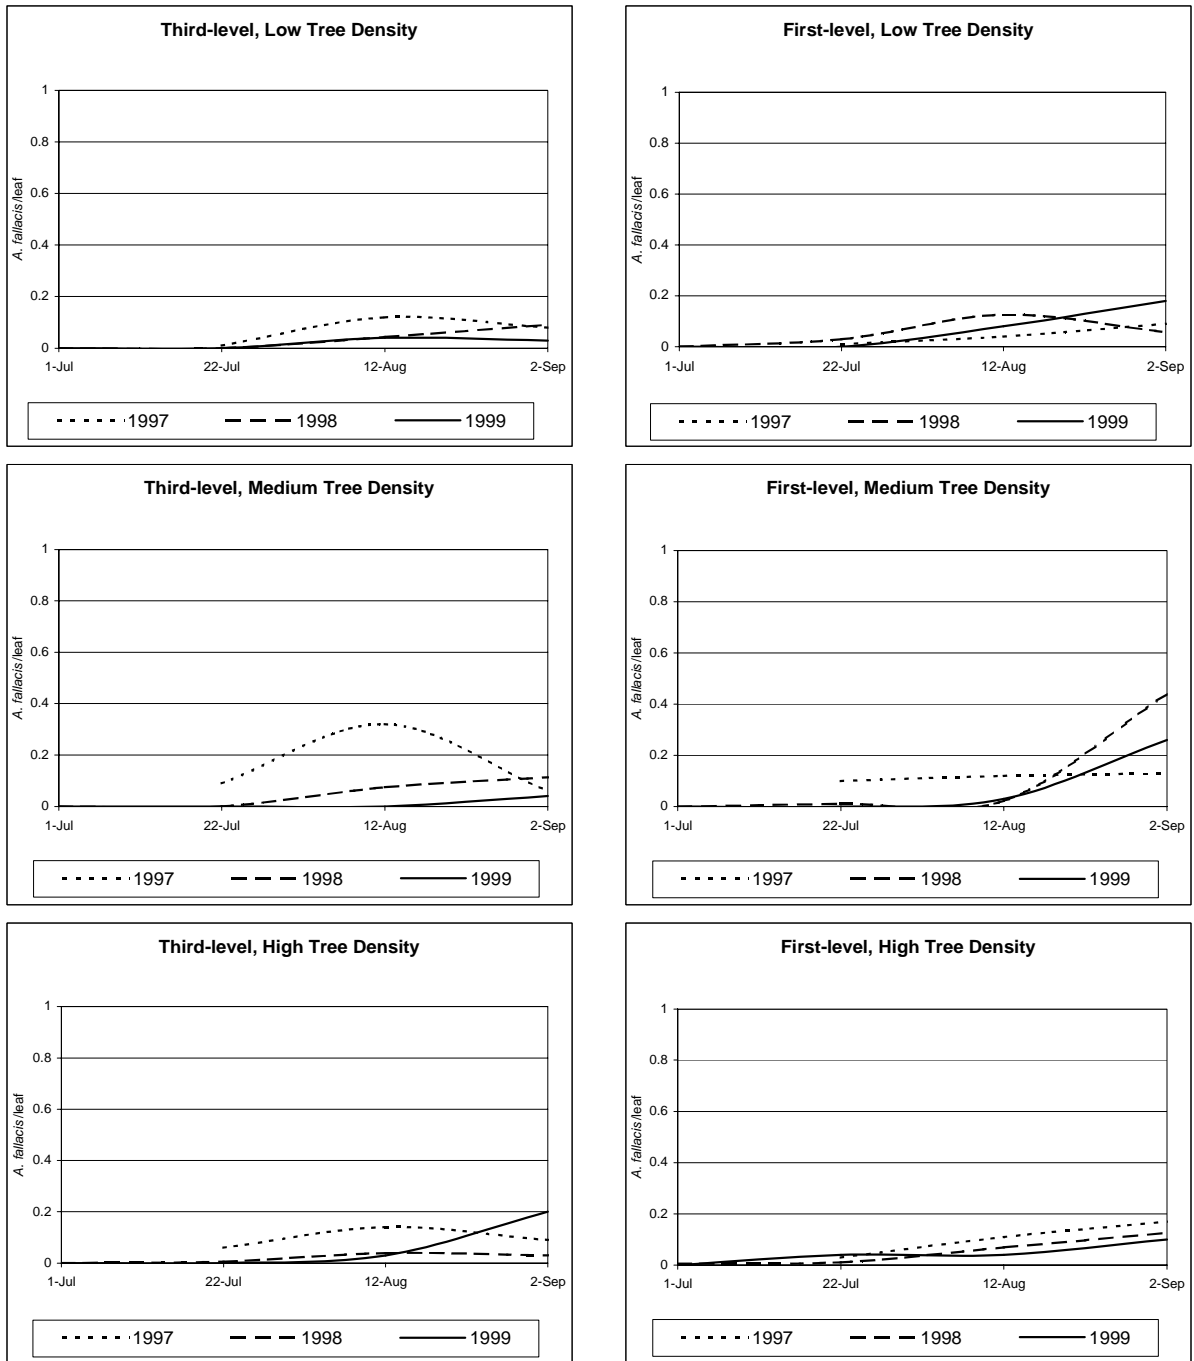 Third-level, Low Tree Density
A. fallacis/leaf
1
0.8
0.6
0.4
0.2
0
1-Jul 22-Jul 12-Aug 2-Sep
1997 1998 1999
First-level, Low Tree Density
A. fallacis/leaf
1
0.8
0.6
0.4
0.2
0
1-Jul 22-Jul 12-Aug 2-Sep
1997 1998 1999
Third-level, Medium Tree Density
A. fallacis/leaf
1
0.8
0.6
0.4
0.2
0
1-Jul 22-Jul 12-Aug 2-Sep
1997 1998 1999
First-level, Medium Tree Density
A. fallacis/leaf
1
0.8
0.6
0.4
0.2
0
1-Jul 22-Jul 12-Aug 2-Sep
1997 1998 1999
Third-level, High Tree Density
A. fallacis/leaf
1
0.8
0.6
0.4
0.2
0
1-Jul 22-Jul 12-Aug 2-Sep
1997 1998 1999
First-level, High Tree Density
A. fallacis/leaf
1
0.8
0.6
0.4
0.2
0
1-Jul 22-Jul 12-Aug 2-Sep
1997 1998 1999